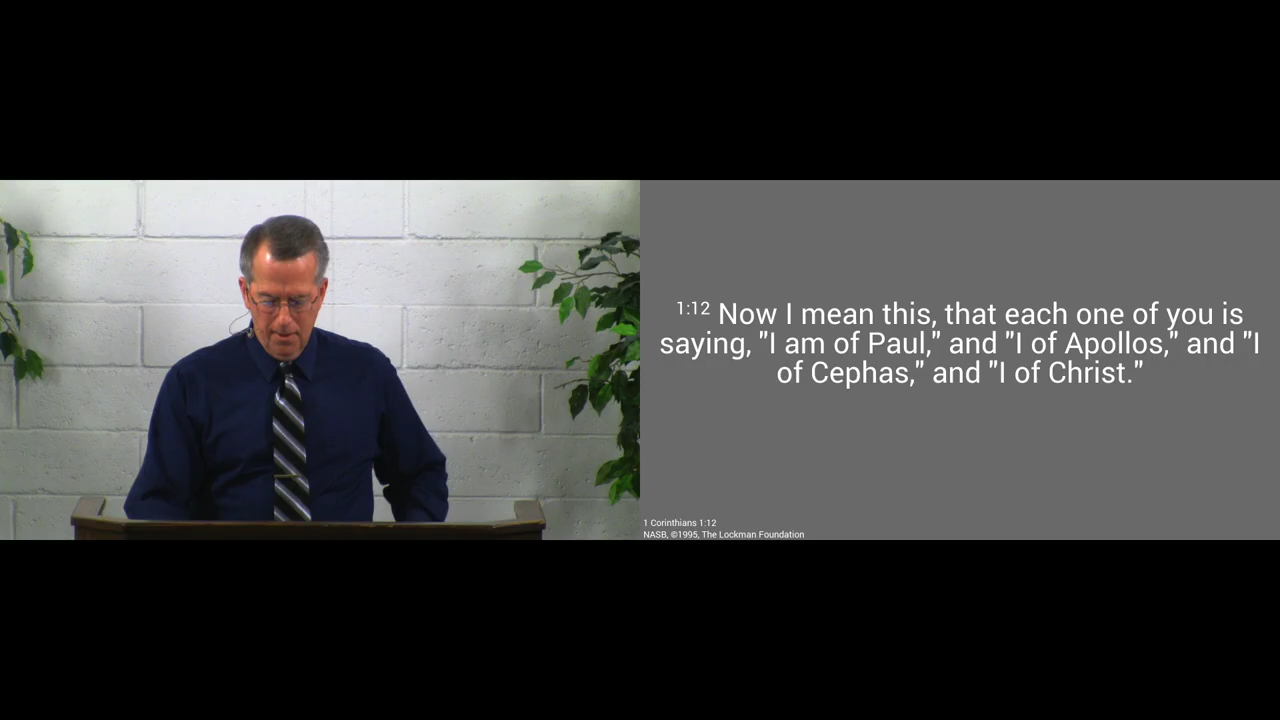 1:12 Now I mean this, that each one of you is
saying, "I am of Paul," and "I of Apollos," and "I
of Cephas," and "I of Christ."
1 Corinthians 1:12
NASB, ©1995, The Lockman Foundation